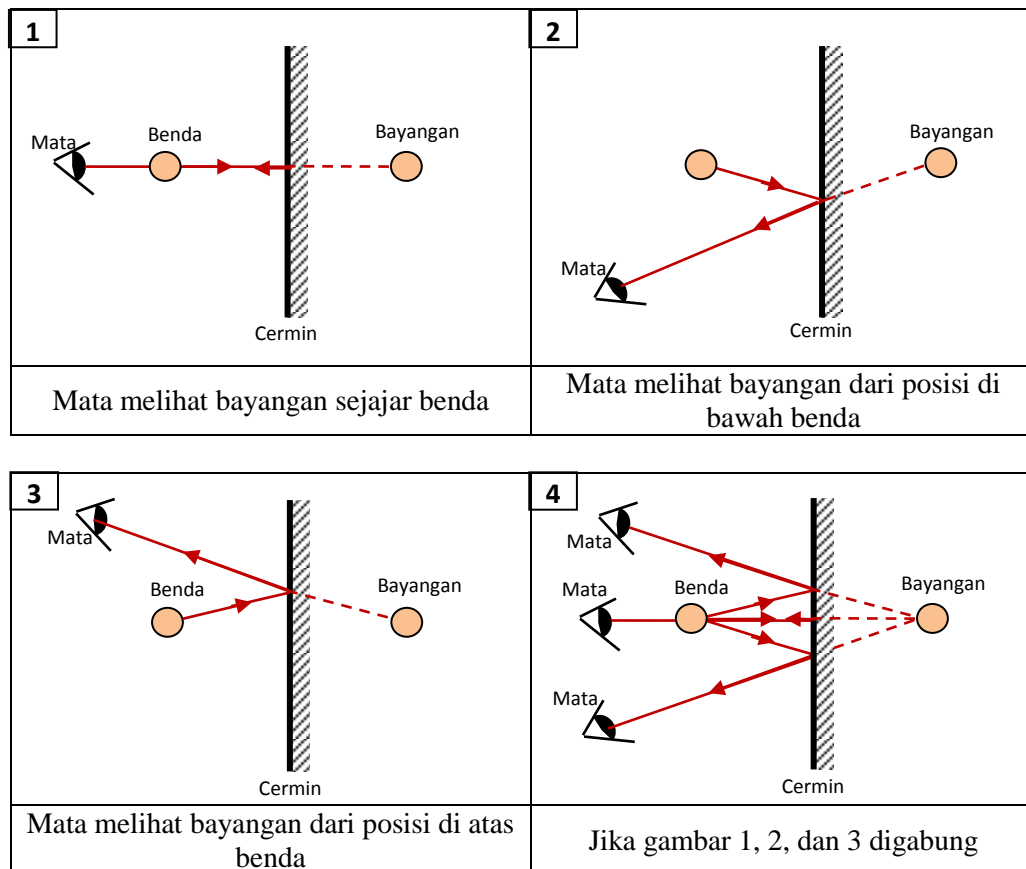 1
Mata
Benda
Bayangan
Cermin
Mata melihat bayangan sejajar benda
2
Bayangan
Mata
Cermin
Mata melihat bayangan dari posisi di
bawah benda
3
Mata
Benda
Bayangan
Cermin
Mata melihat bayangan dari posisi di atas
benda
4
Mata
Mata
Benda
Bayangan
Mata
Cermin
Jika gambar 1, 2, dan 3 digabung